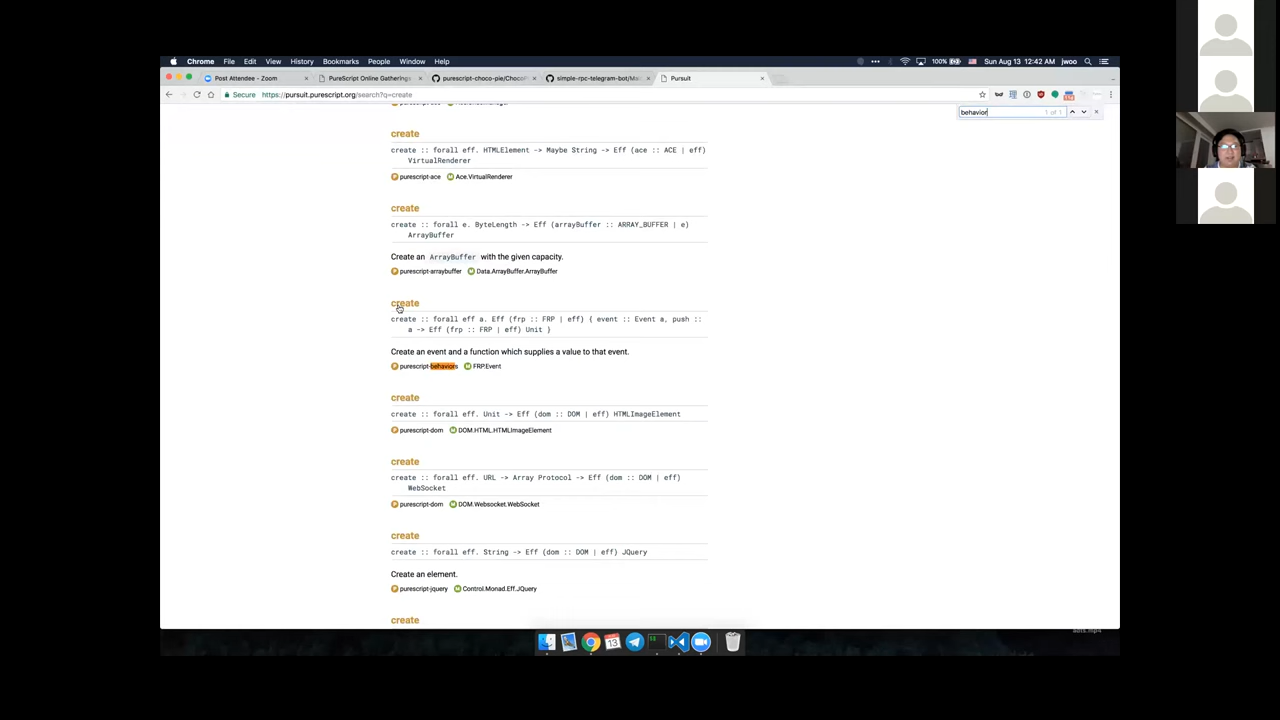 Chrome File Edit View History Bookmarks People Window Help
100% Sun Aug 13 12:42 AM jwoo
Post Attendee - Zoom
PureScript Online Gatherings
purescript-choco-pie/ChocoP
simple-rpc-telegram-bot/Mai
Pursuit
Secure https://pursuit.purescript.org/search?q=create
behavior 1 of 1
create
create :: forall eff. HTMLElement -> Maybe String -> Eff (ace :: ACE | eff)
VirtualRenderer
P purescript-ace M Ace.VirtualRenderer
create
create :: forall e. ByteLength -> Eff (arrayBuffer :: ARRAY_BUFFER | e)
ArrayBuffer
Create an ArrayBuffer with the given capacity.
P purescript-arraybuffer M Data.ArrayBuffer.ArrayBuffer
create
create :: forall eff a. Eff (frp :: FRP | eff) { event :: Event a, push ::
a -> Eff (frp :: FRP | eff) Unit }
Create an event and a function which supplies a value to that event.
P purescript-behaviors M FRP.Event
create
create :: forall eff. Unit -> Eff (dom :: DOM | eff) HTMLImageElement
P purescript-dom M DOM.HTML.HTMLImageElement
create
create :: forall eff. URL -> Array Protocol -> Eff (dom :: DOM | eff)
WebSocket
P purescript-dom M DOM.Websocket.WebSocket
create
create :: forall eff. String -> Eff (dom :: DOM | eff) JQuery
Create an element.
P purescript-jquery M Control.Monad.Eff.JQuery
create
13